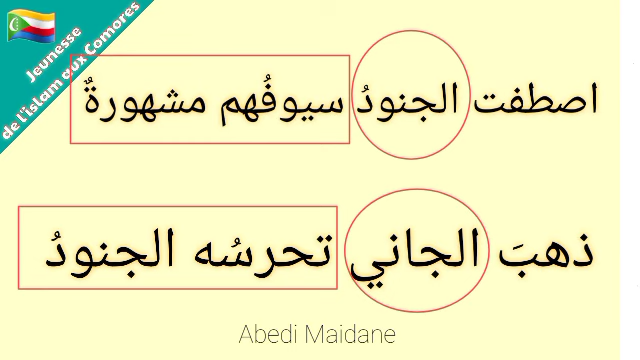 Jeunesse
de l'islam aux Comores
اصطفت الجنودُ سيوفُهم مشهورةٌ
ذهبَ الجاني تحرسُه الجنودُ
Abedi Maidane